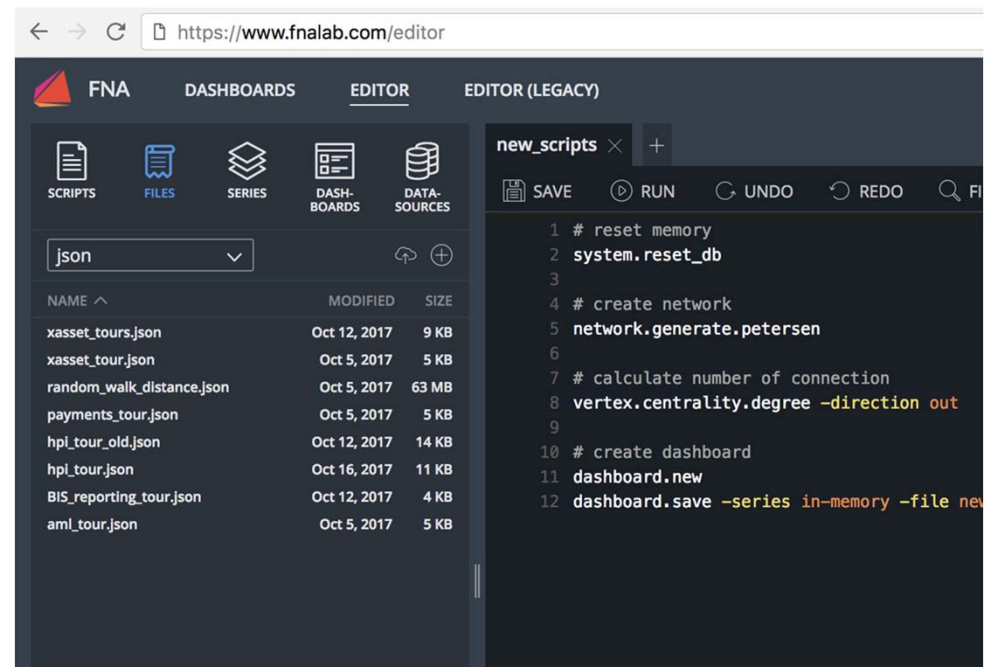 https://www.fnalab.com/editor
FNA DASHBOARDS EDITOR EDITOR (LEGACY)
SCRIPTS FILES SERIES DASH-BOARDS DATA-SOURCES
json
NAME MODIFIED SIZE
xasset_tours.json Oct 12, 2017 9 KB
xasset_tour.json Oct 5, 2017 5 KB
random_walk_distance.json Oct 5, 2017 63 MB
payments_tour.json Oct 5, 2017 5 KB
hpi_tour_old.json Oct 12, 2017 14 KB
hpi_tour.json Oct 16, 2017 11 KB
BIS_reporting_tour.json Oct 12, 2017 4 KB
aml_tour.json Oct 5, 2017 5 KB
new_scripts
SAVE RUN UNDO REDO FI
1 # reset memory
2 system.reset_db
3
4 # create network
5 network.generate.petersen
6
7 # calculate number of connection
8 vertex.centrality.degree -direction out
9
10 # create dashboard
11 dashboard.new
12 dashboard.save -series in-memory -file new